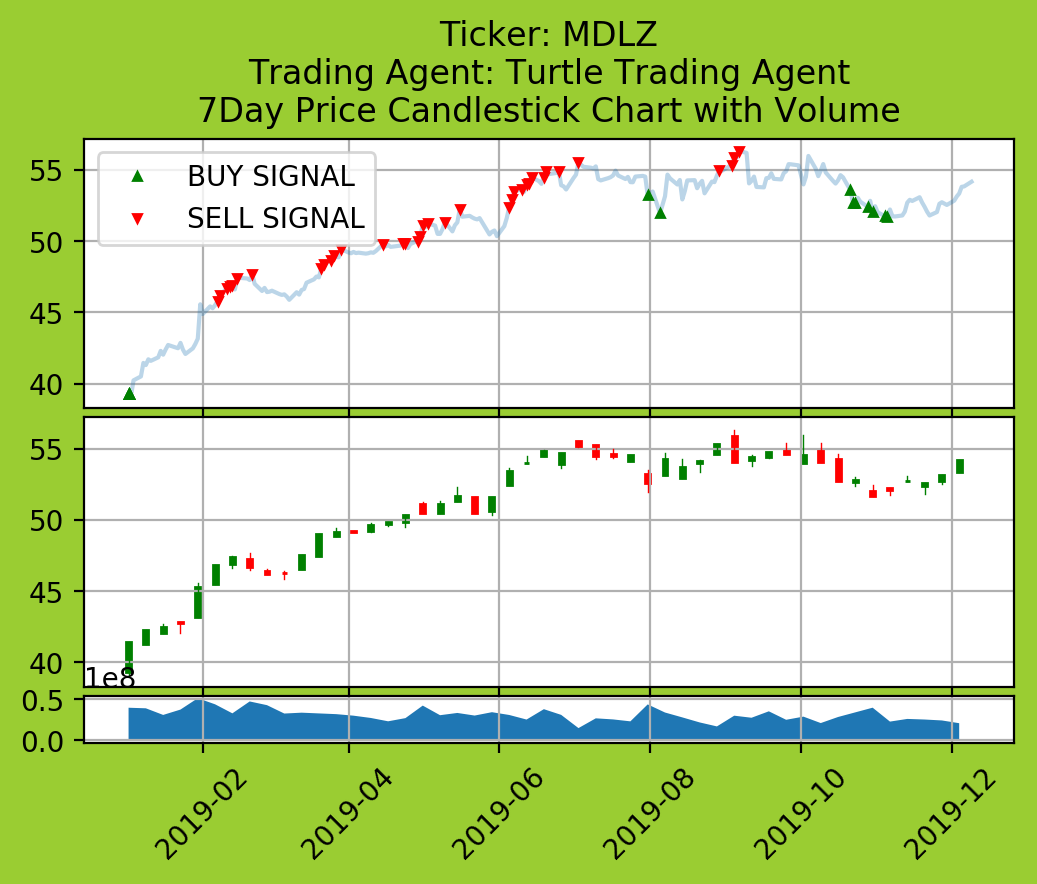 Ticker: MDLZ
Trading Agent: Turtle Trading Agent
7Day Price Candlestick Chart with Volume
BUY SIGNAL
SELL SIGNAL
55
50
45
40
55
50
45
40
1e8
0.5
0.0
2019-02
2019-04
2019-06
2019-08
2019-10
2019-12